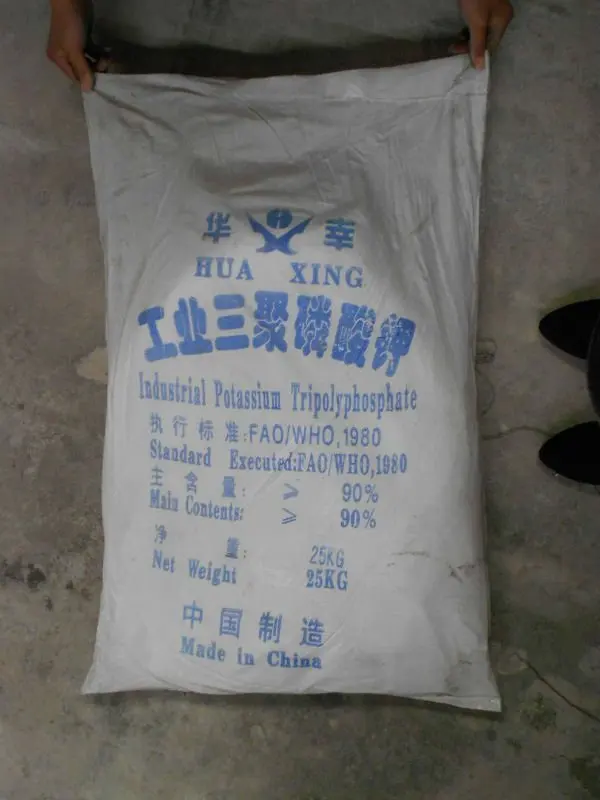 华 幸
HUA XING
工业三聚磷酸钾
Industrial Potassium Tripolyphosphate
执行标准:FAO/WHO,1980
Standard Executed:FAO/WHO,1980
主含量: ≥ 90%
Main Contents: ≥ 90%
净 重: 25KG
Net Weight 25KG
中国制造
Made in China